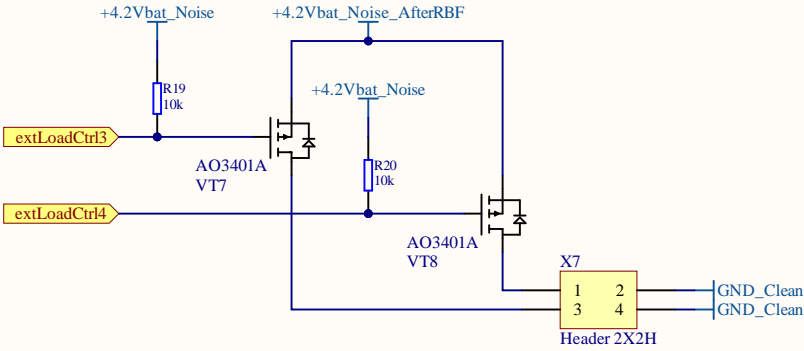 +4.2Vbat_Noise
+4.2Vbat_Noise_AfterRBF
R19
10k
+4.2Vbat_Noise
extLoadCtrl3
AO3401A
VT7
R20
10k
extLoadCtrl4
AO3401A
VT8
X7
1 2 GND_Clean
3 4 GND_Clean
Header 2X2H